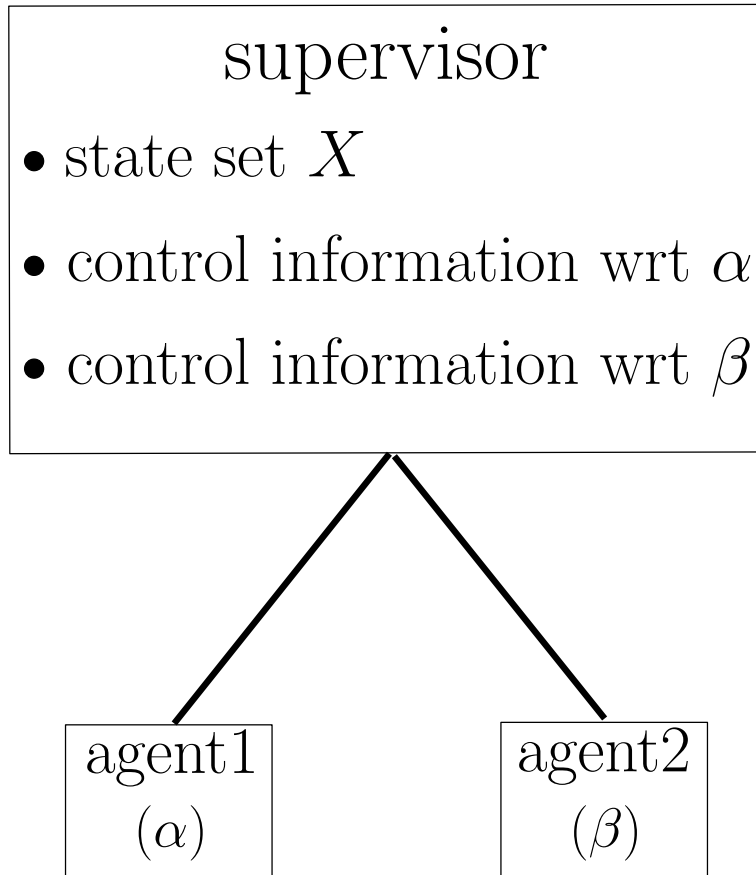 supervisor
• state set X
• control information wrt α
• control information wrt β
agent1
(α)
agent2
(β)